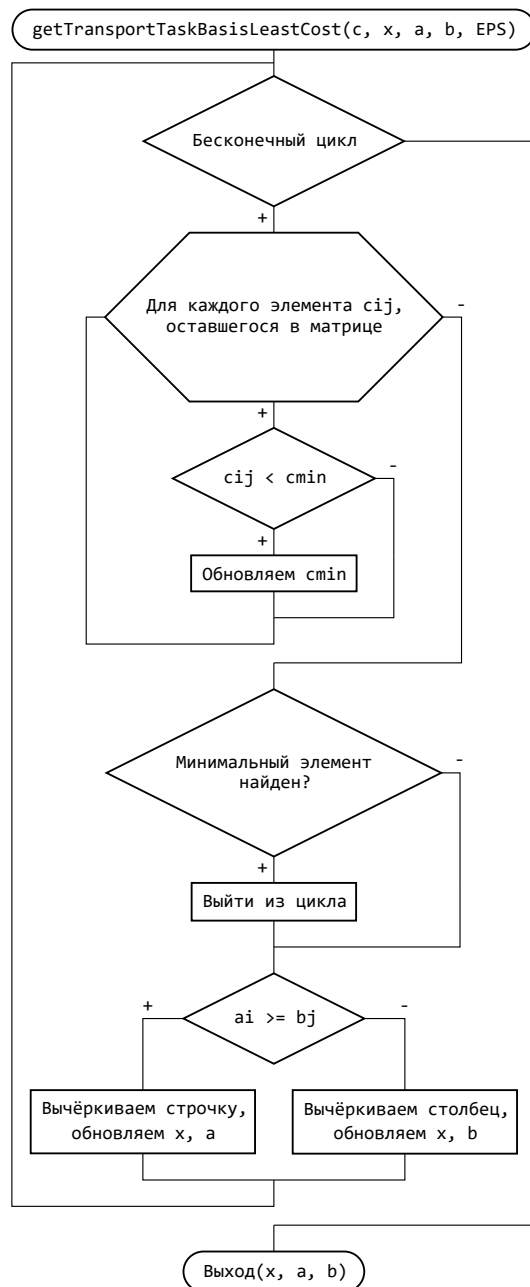 getTransportTaskBasisLeastCost(c, x, a, b, EPS)
Бесконечный цикл
+
Для каждого элемента cij,
оставшегося в матрице
-
+
cij < cmin
-
+
Обновляем cmin
Минимальный элемент
найден?
-
+
Выйти из цикла
+
ai >= bj
-
Вычёркиваем строчку,
обновляем x, a
Вычёркиваем столбец,
обновляем x, b
Выход(x, a, b)